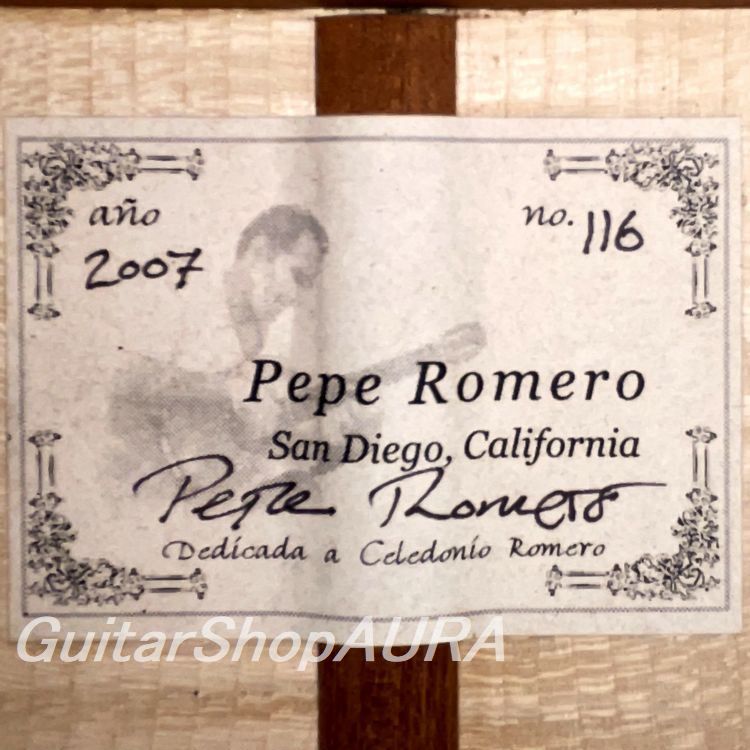 año
no. 116
2007
Pepe Romero
San Diego, California
Pepe Romero
Dedicada a Celedonio Romero
GuitarShopAURA